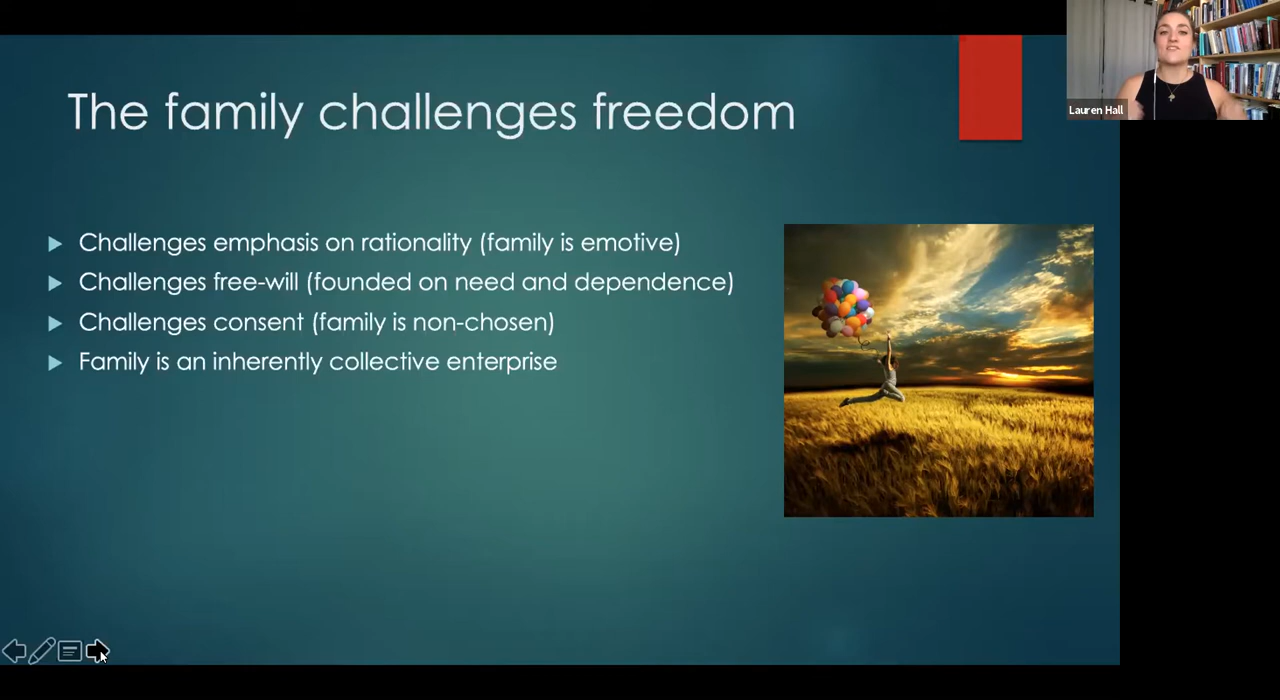 The family challenges freedom
Lauren Hall
Challenges emphasis on rationality (family is emotive)
Challenges free-will (founded on need and dependence)
Challenges consent (family is non-chosen)
Family is an inherently collective enterprise